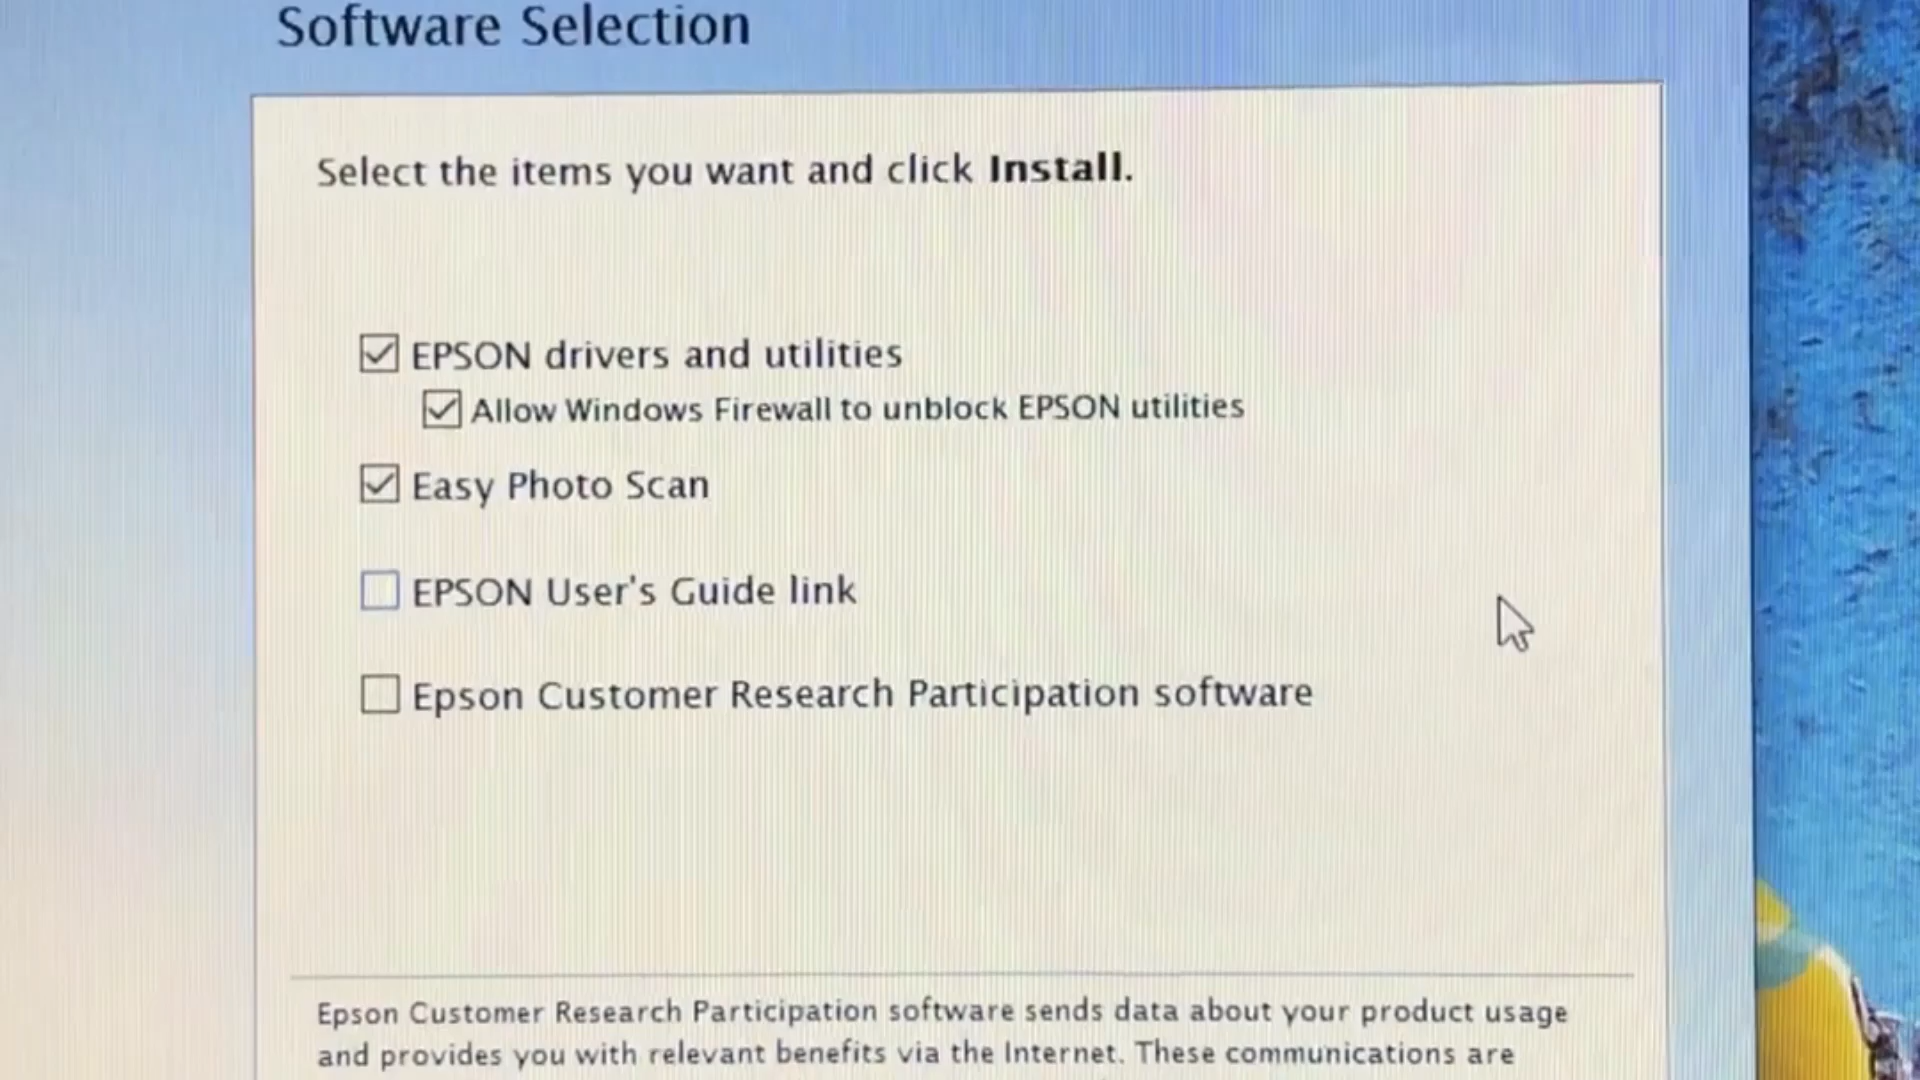 Software Selection
Select the items you want and click Install.
EPSON drivers and utilities
Allow Windows Firewall to unblock EPSON utilities
Easy Photo Scan
EPSON User's Guide link
Epson Customer Research Participation software
Epson Customer Research Participation software sends data about your product usage
and provides you with relevant benefits via the Internet. These communications are